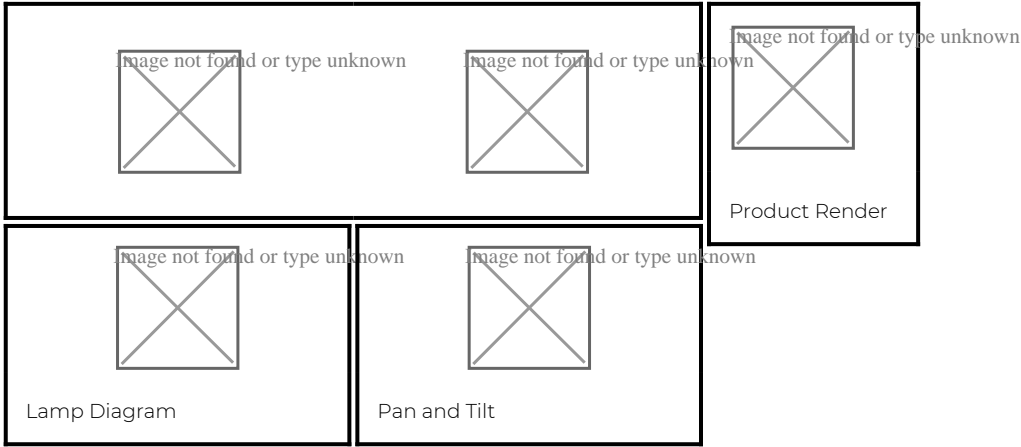 Image not found or type unknown
Image not found or type unknown
Image not found or type unknown
Product Render
Image not found or type unknown
Lamp Diagram
Image not found or type unknown
Pan and Tilt